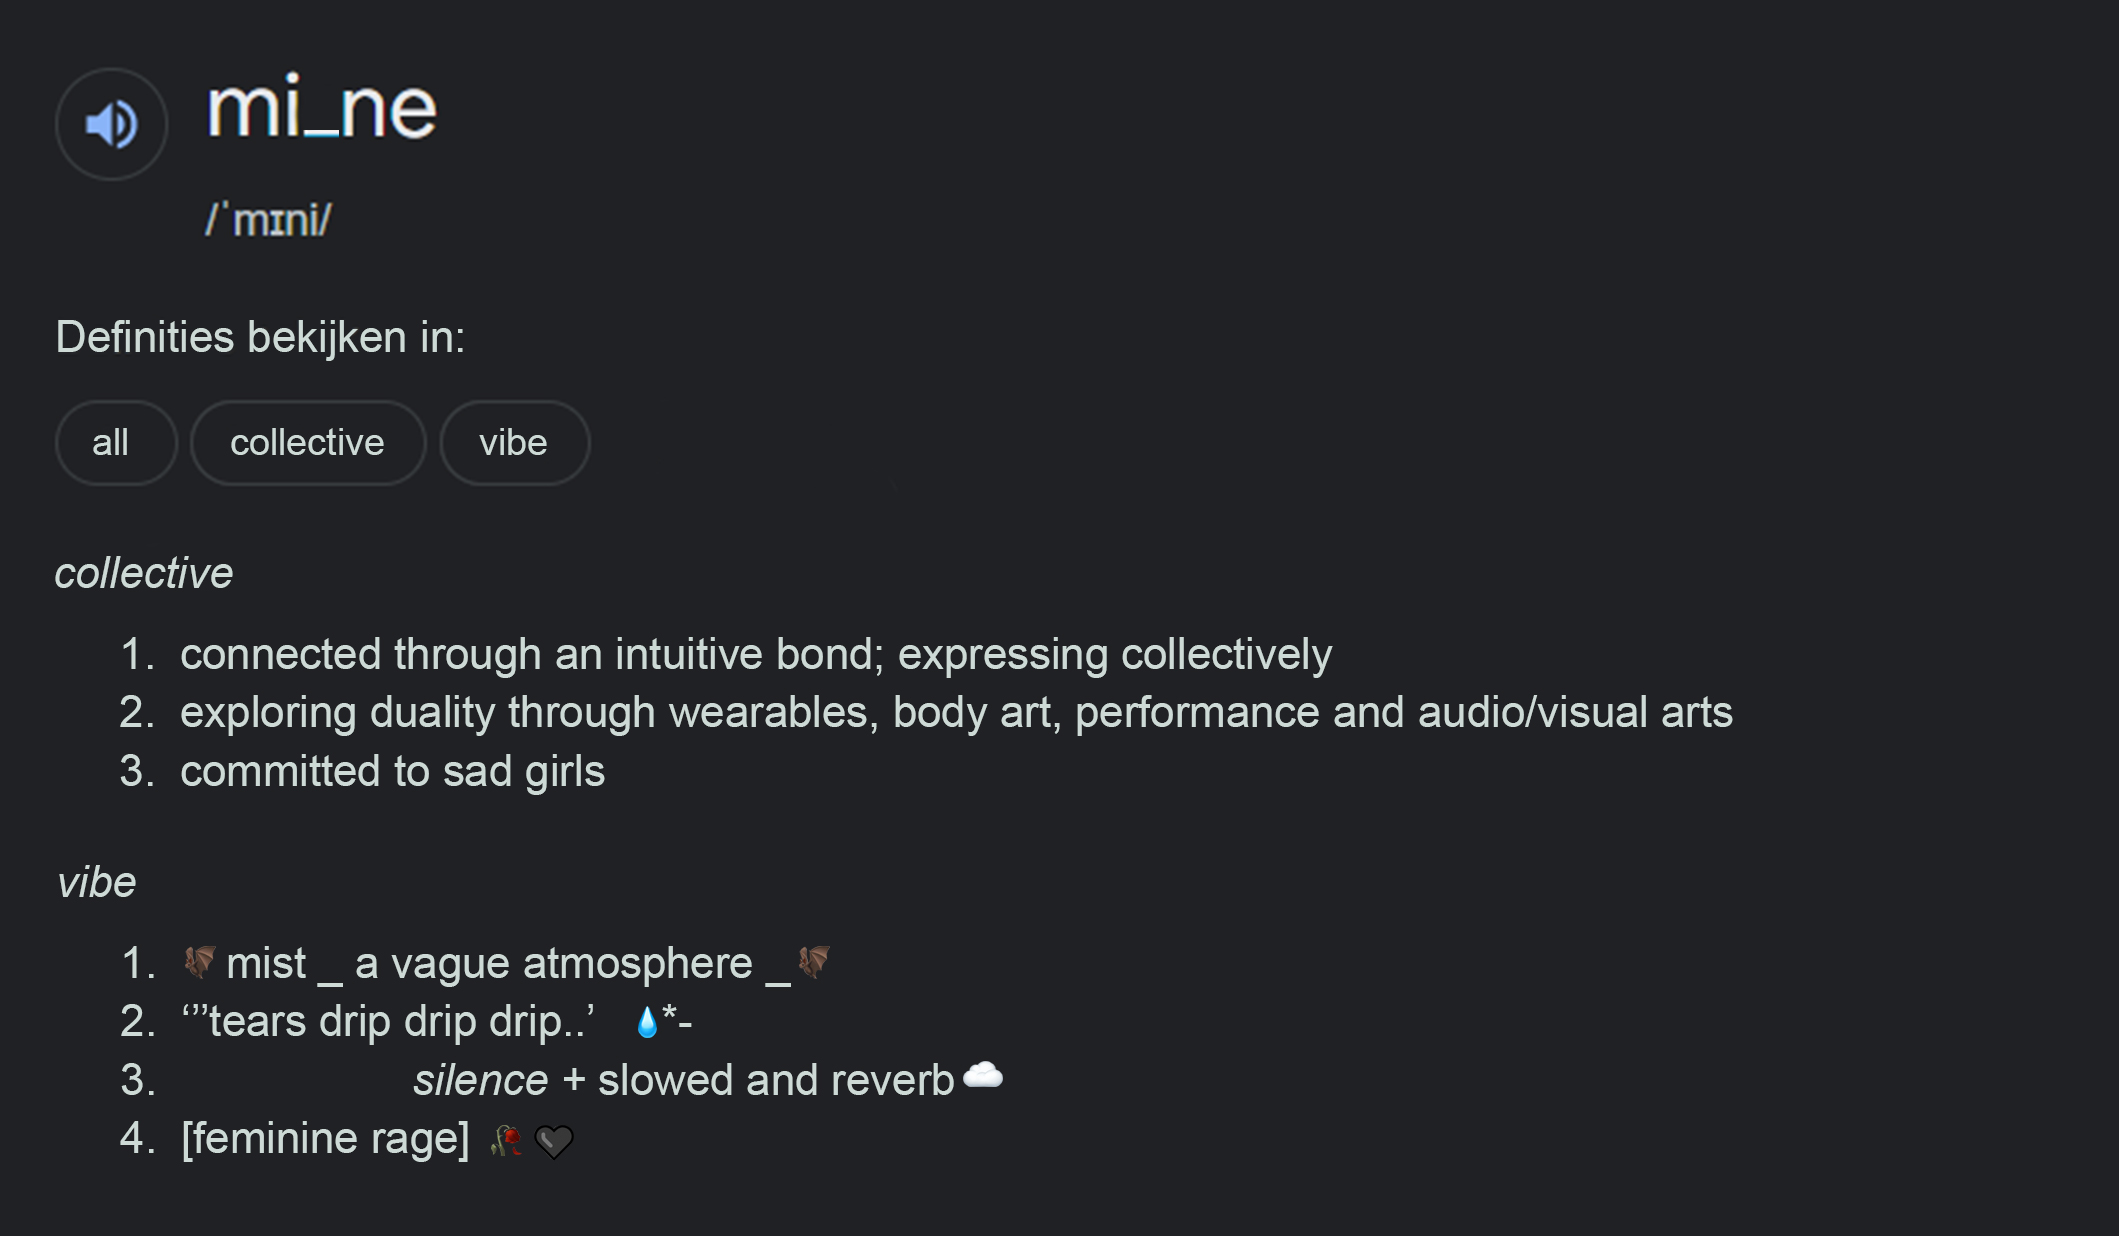 mi_ne
/ˈmɪni/
Definities bekijken in:
all collective vibe
collective
1. connected through an intuitive bond; expressing collectively
2. exploring duality through wearables, body art, performance and audio/visual arts
3. committed to sad girls
vibe
1. mist _ a vague atmosphere _
2. ‘’’tears drip drip drip..’ 💧*-
3. silence + slowed and reverb☁️
4. [feminine rage] 🥀🖤